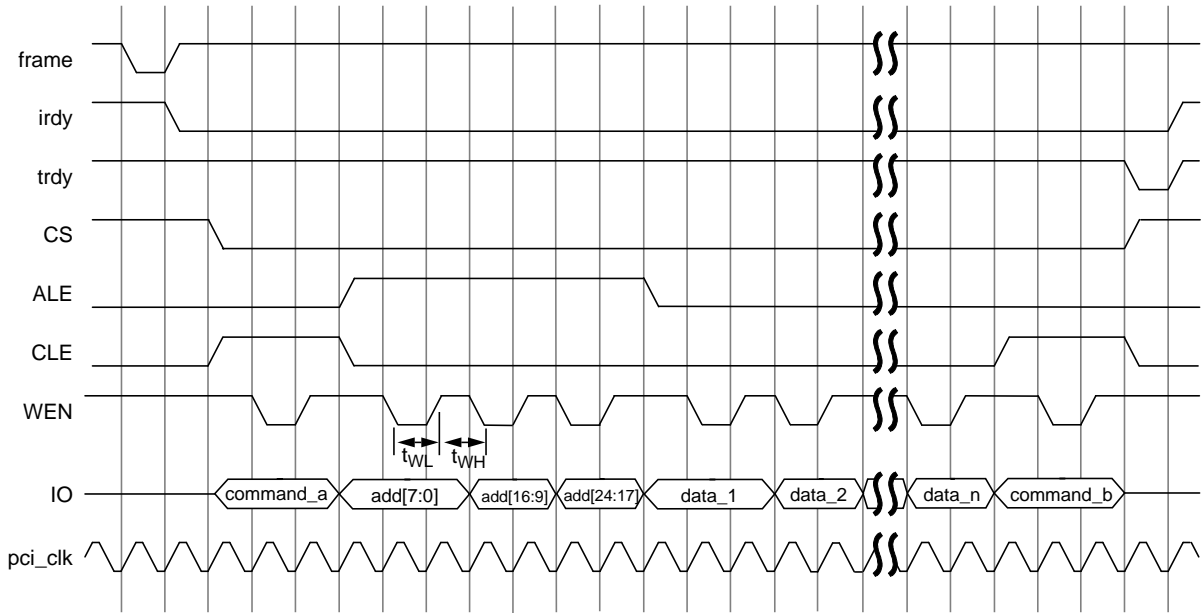 frame
irdy
trdy
CS
ALE
CLE
WEN
tWL tWH
IO command_a add[7:0] add[16:9] add[24:17] data_1 data_2 data_n command_b
pci_clk